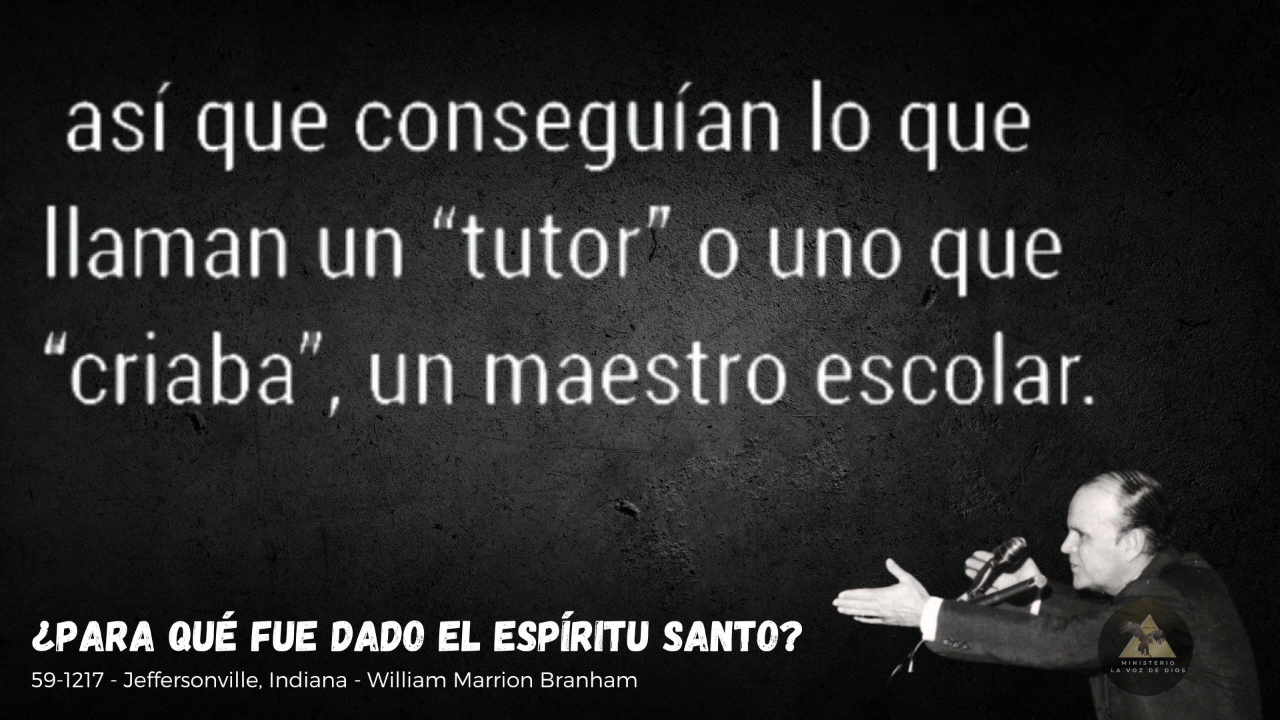 así que conseguían lo que
llaman un “tutor” o uno que
“criaba”, un maestro escolar.
¿PARA QUÉ FUE DADO EL ESPÍRITU SANTO?
59-1217 - Jeffersonville, Indiana - William Marrion Branham
MINISTERIO
LA VOZ DE DIOS